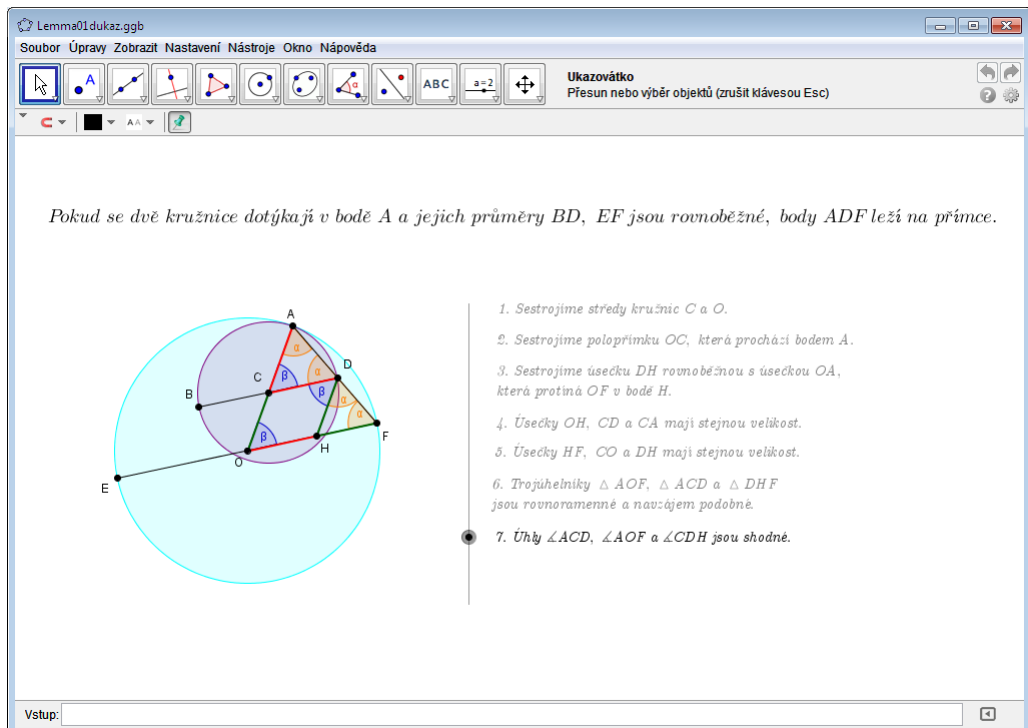 Lemma01dukaz.ggb
Soubor Úpravy Zobrazit Nastavení Nástroje Okno Nápověda
A
α
ABC
a=2
Ukazovátko
Přesun nebo výběr objektů (zrušit klávesou Esc)
AA
Pokud se dvě kružnice dotýkají v bodě A a jejich průměry BD, EF jsou rovnoběžné, body ADF leží na přímce.
1. Sestrojíme středy kružnic C a O.
2. Sestrojíme polopřímku OC, která prochází bodem A.
3. Sestrojíme úsečku DH rovnoběžnou s úsečkou OA,
která protíná OF v bodě H.
4. Úsečky OH, CD a CA mají stejnou velikost.
5. Úsečky HF, CO a DH mají stejnou velikost.
6. Trojúhelníky △ AOF, △ ACD a △ DHF
jsou rovnoramenné a navzájem podobné.
7. Úhly ∠ACD, ∠AOF a ∠CDH jsou shodné.
A
α
D
C
β
α
B
β
α
α
F
β
H
O
E
Vstup: